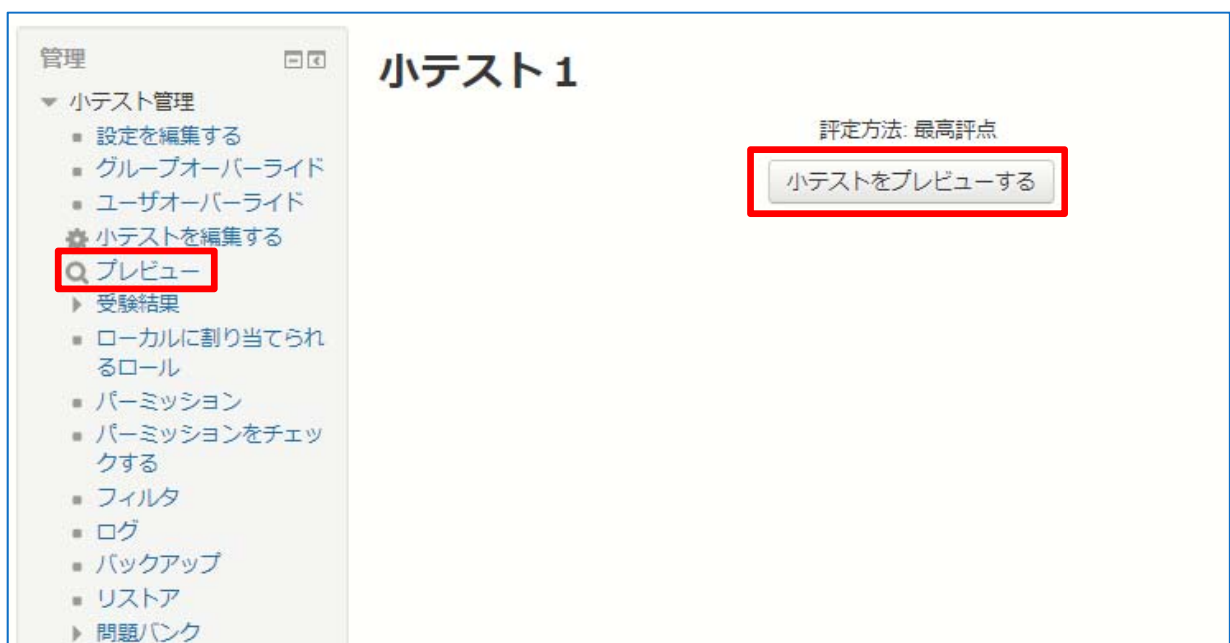 管理
小テスト管理
設定を編集する
グループオーバーライド
ユーザオーバーライド
小テストを編集する
プレビュー
受験結果
ローカルに割り当てられ
るロール
パーミッション
パーミッションをチェッ
クする
フィルタ
ログ
バックアップ
リストア
問題バンク
小テスト 1
評定方法: 最高評点
小テストをプレビューする